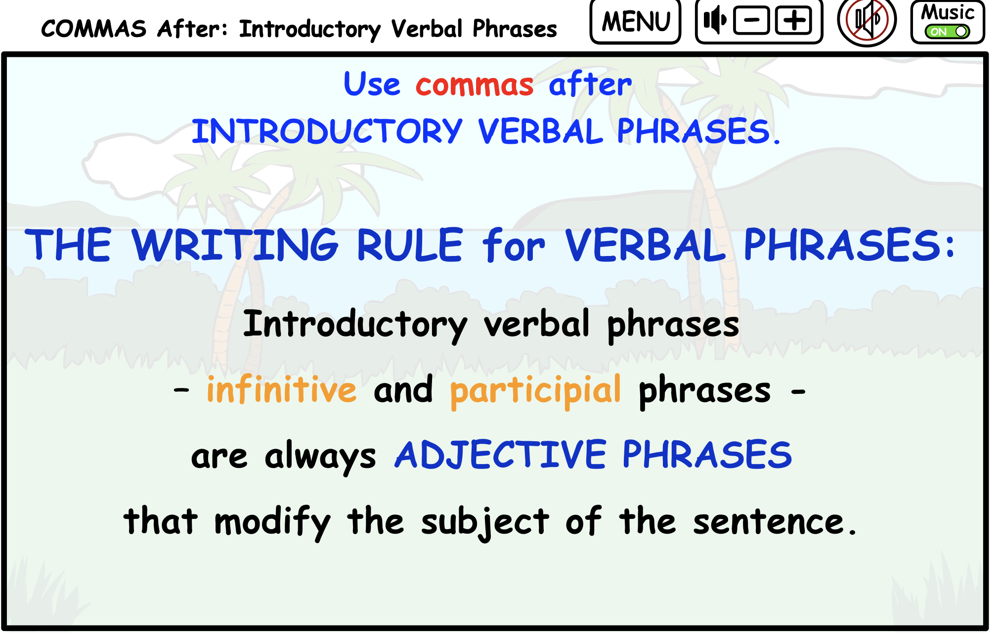 COMMAS After: Introductory Verbal Phrases
MENU
Music
ON
Use commas after
INTRODUCTORY VERBAL PHRASES.
THE WRITING RULE for VERBAL PHRASES:
Introductory verbal phrases
- infinitive and participial phrases -
are always ADJECTIVE PHRASES
that modify the subject of the sentence.